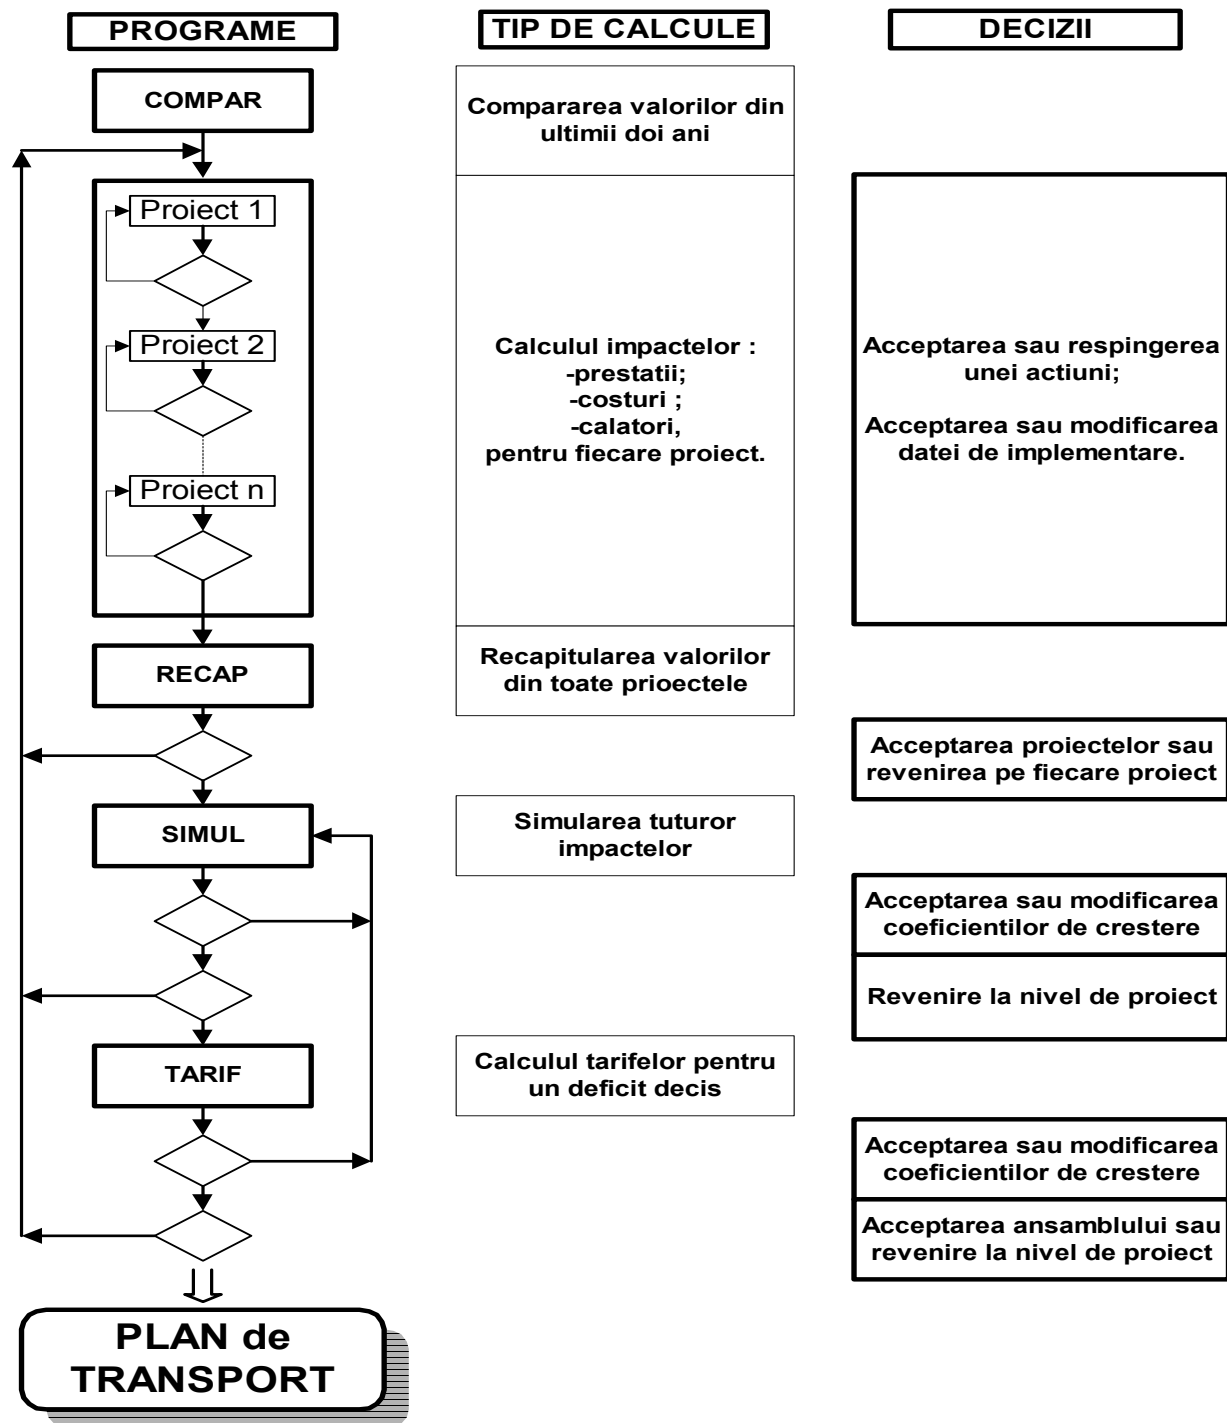 PROGRAME
TIP DE CALCULE
DECIZII
COMPAR
Compararea valorilor din
ultimii doi ani
Proiect 1
Proiect 2
Proiect n
Calculul impactelor :
-prestatii;
-costuri ;
-calatori,
pentru fiecare proiect.
Acceptarea sau respingerea
unei actiuni;
Acceptarea sau modificarea
datei de implementare.
RECAP
Recapitularea valorilor
din toate prioectele
Acceptarea proiectelor sau
revenirea pe fiecare proiect
SIMUL
Simularea tuturor
impactelor
Acceptarea sau modificarea
coeficientilor de crestere
Revenire la nivel de proiect
TARIF
Calculul tarifelor pentru
un deficit decis
Acceptarea sau modificarea
coeficientilor de crestere
Acceptarea ansamblului sau
revenire la nivel de proiect
PLAN de
TRANSPORT